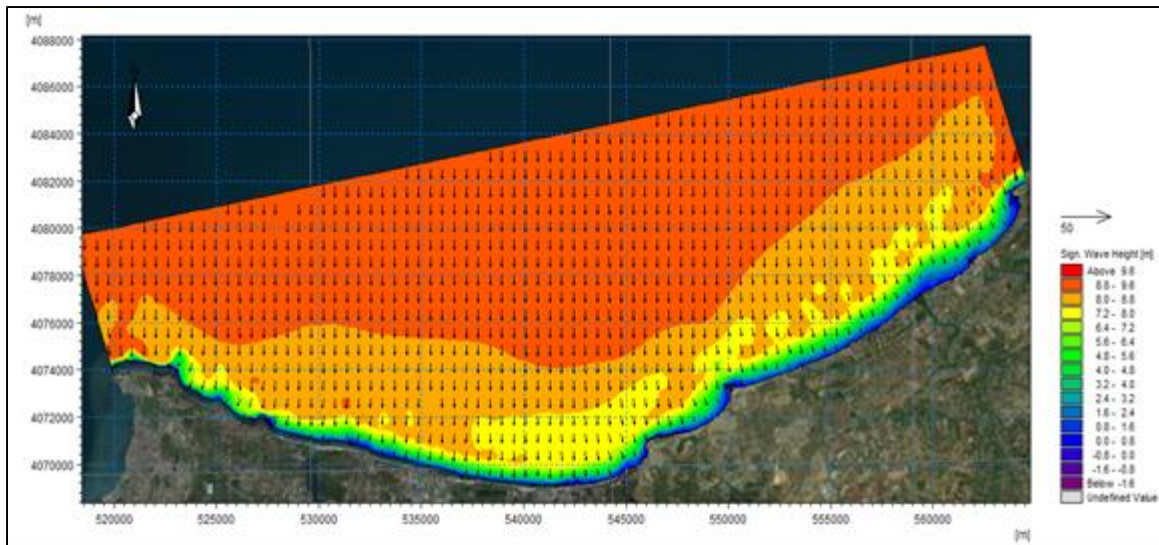 [m]
4088000
4086000
4084000
4082000
4080000
4078000
4076000
4074000
4072000
4070000
520000 525000 530000 535000 540000 545000 550000 555000 560000
[m]
50
Sign. Wave Height [m]
Above 9.6
8.8 - 9.6
8.0 - 8.8
7.2 - 8.0
6.4 - 7.2
5.6 - 6.4
4.8 - 5.6
4.0 - 4.8
3.2 - 4.0
2.4 - 3.2
1.6 - 2.4
0.8 - 1.6
0.0 - 0.8
-0.8 - 0.0
-1.6 - -0.8
Below -1.6
Undefined Value